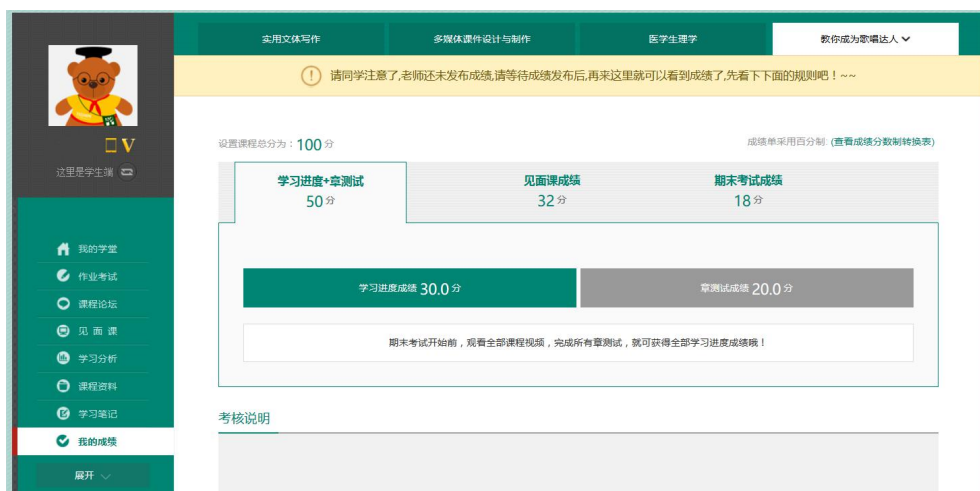 实用文体写作 多媒体课件设计与制作 医学生理学 教你成为歌唱达人
请同学注意了,老师还未发布成绩,请等待成绩发布后,再来这里就可以看到成绩了,先看下下面的规则吧！~~
V
这里是学生端
设置课程总分为：100分 成绩单采用百分制 (查看成绩分数制转换表)
学习进度+章测试 见面课成绩 期末考试成绩
50分 32分 18分
我的学堂
作业考试
学习进度成绩 30.0分 章测试成绩 20.0分
课程论坛
见面课
期末考试开始前，观看全部课程视频，完成所有章测试，就可获得全部学习进度成绩哦！
学习分析
课程资料
学习笔记
考核说明
我的成绩
展开